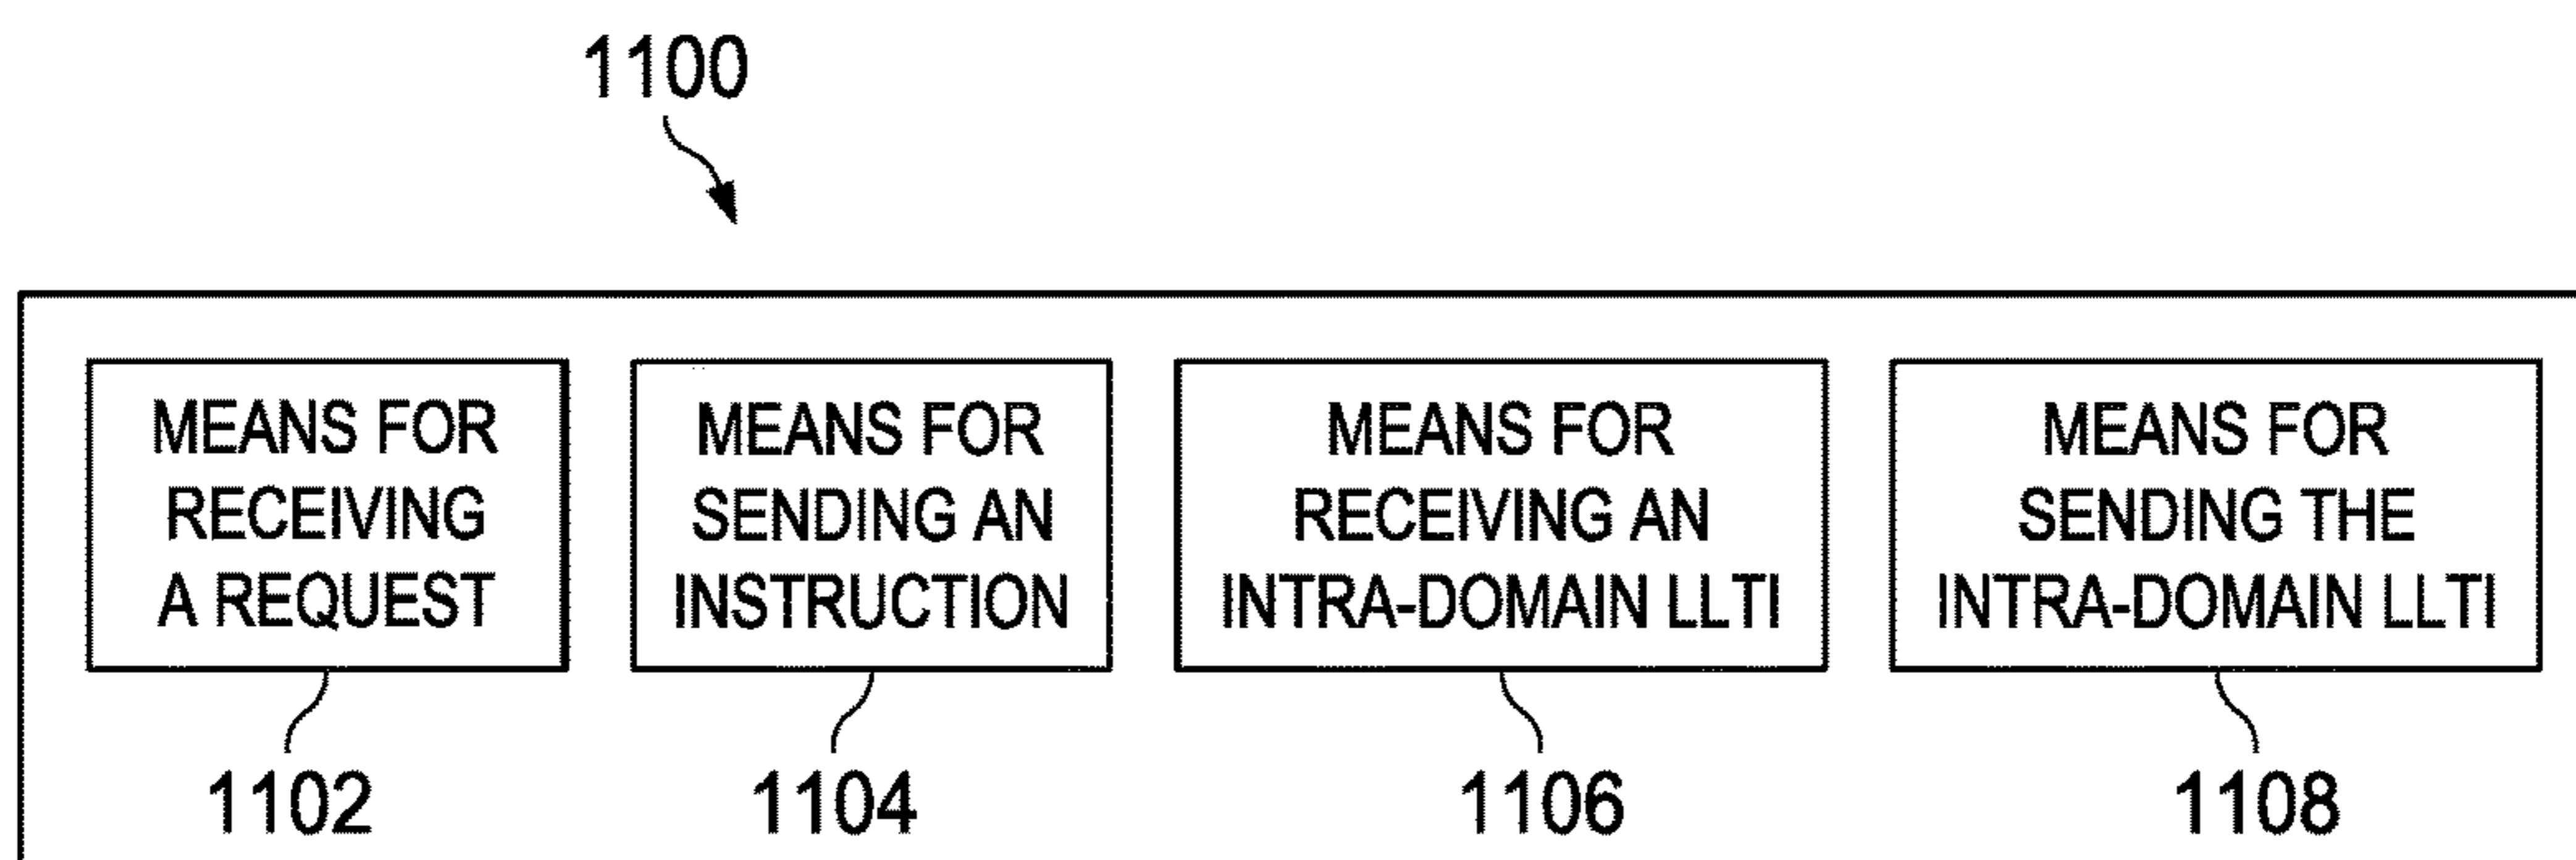 1100
MEANS FOR
RECEIVING
A REQUEST
1102
MEANS FOR
SENDING AN
INSTRUCTION
1104
MEANS FOR
RECEIVING AN
INTRA-DOMAIN LLTI
1106
MEANS FOR
SENDING THE
INTRA-DOMAIN LLTI
1108